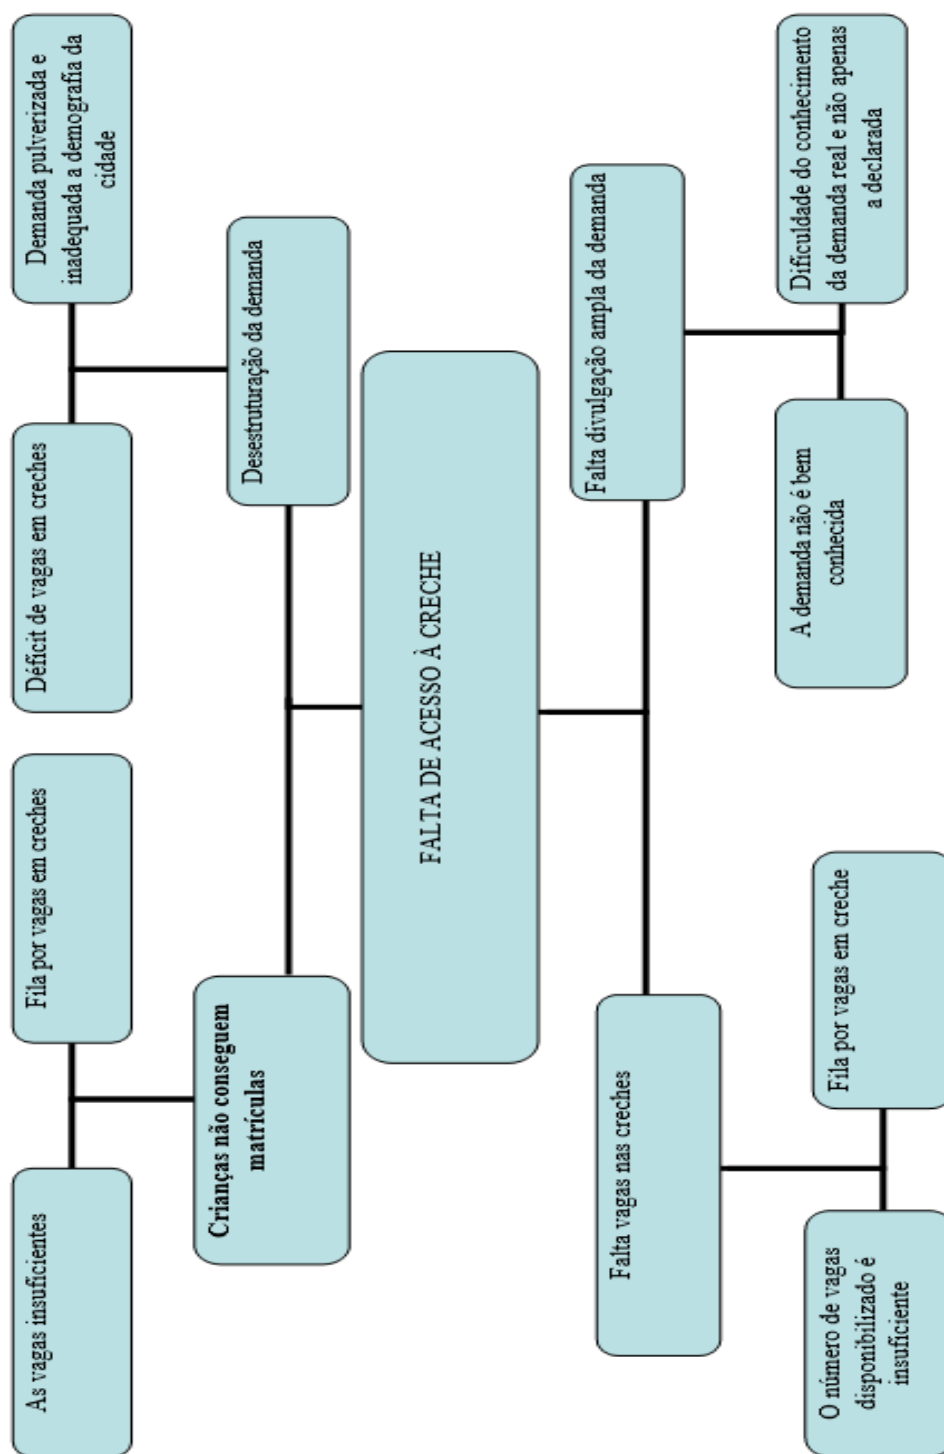 As vagas insuficientes
Fila por vagas em creches
Déficit de vagas em creches
Demanda pulverizada e
inadequada a demografia da
cidade
Crianças não conseguem
matrículas
Desestruturação da demanda
FALTA DE ACESSO À CRECHE
Falta vagas nas creches
Falta divulgação ampla da demanda
O número de vagas
disponibilizado é
insuficiente
Fila por vagas em creche
A demanda não é bem
conhecida
Dificuldade do conhecimento
da demanda real e não apenas
a declarada